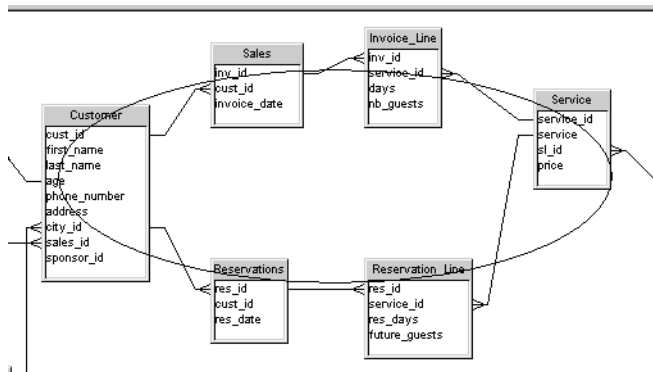 Customer
cust_id
first_name
last_name
age
phone_number
address
city_id
sales_id
sponsor_id
Sales
inv_id
cust_id
invoice_date
Invoice_Line
inv_id
service_id
days
nb_guests
Service
service_id
service
sl_id
price
Reservations
res_id
cust_id
res_date
Reservation_Line
res_id
service_id
res_days
future_guests